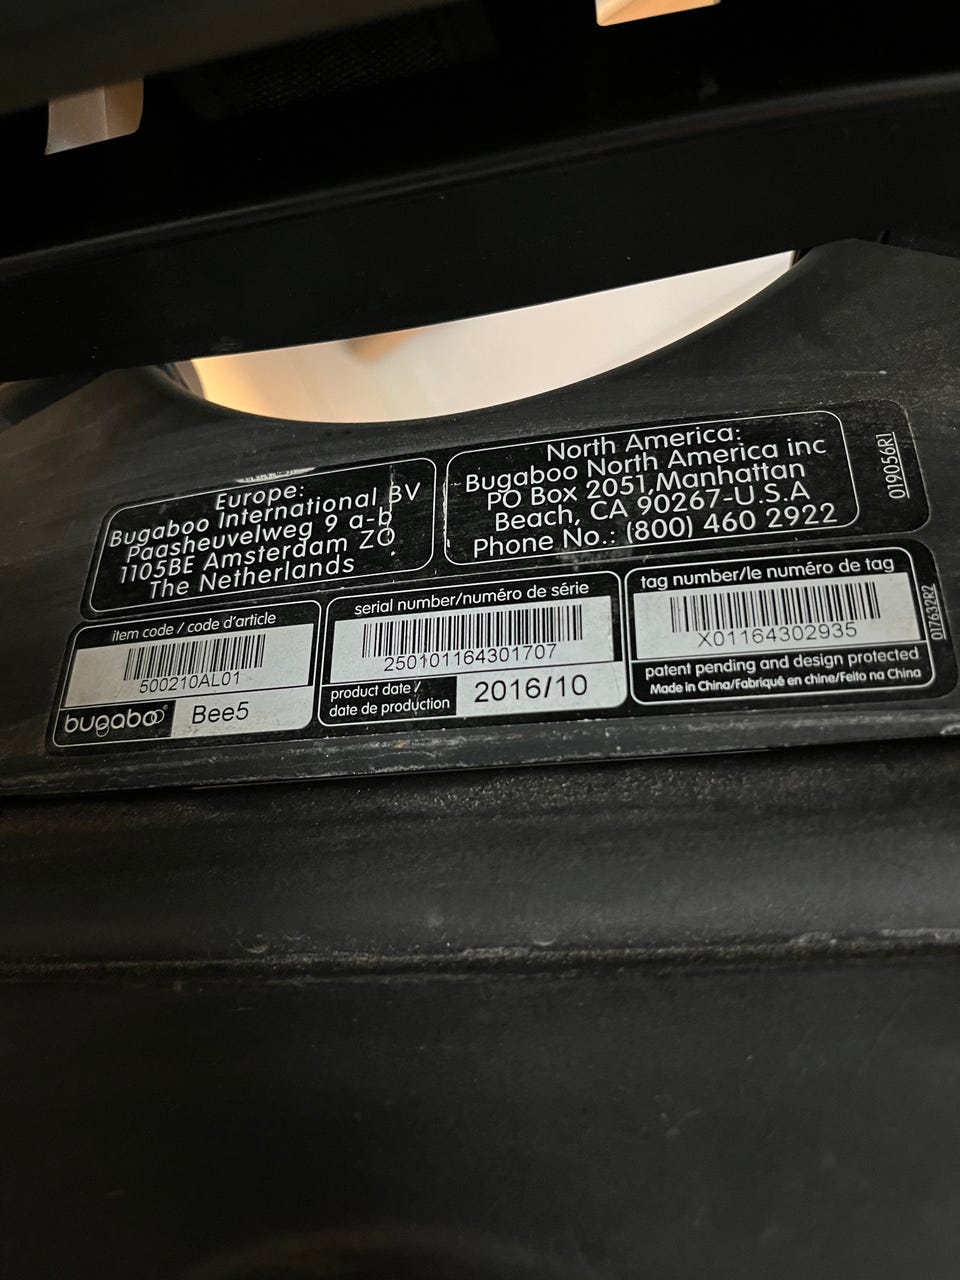 Europe:
Bugaboo International BV
Paasheuvelweg 9 a-b
1105BE Amsterdam ZO
The Netherlands
North America:
Bugaboo North America inc
PO Box 2051,Manhattan
Beach, CA 90267-U.S.A
Phone No.: (800) 460 2922
019056R1
item code / code d'article
500210AL01
bugaboo®
Bee5
serial number/numéro de série
250101164301707
product date /
date de production
2016/10
tag number/le numéro de tag
X01164302935
patent pending and design protected
Made in China/Fabriqué en chine/Feito na China
017632R2